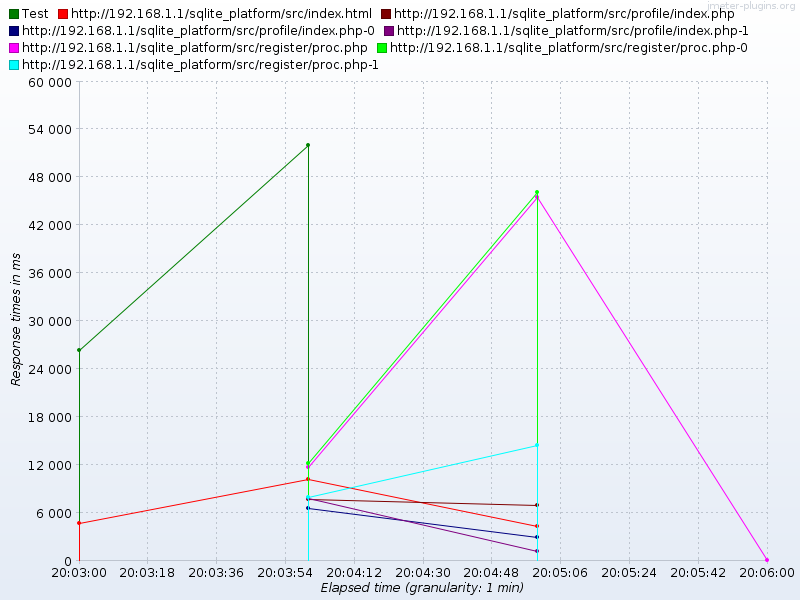 jmeter-plugins.org
Test http://192.168.1.1/sqlite_platform/src/index.html http://192.168.1.1/sqlite_platform/src/profile/index.php
http://192.168.1.1/sqlite_platform/src/profile/index.php-0 http://192.168.1.1/sqlite_platform/src/profile/index.php-1
http://192.168.1.1/sqlite_platform/src/register/proc.php http://192.168.1.1/sqlite_platform/src/register/proc.php-0
http://192.168.1.1/sqlite_platform/src/register/proc.php-1
60 000
54 000
48 000
42 000
36 000
30 000
24 000
18 000
12 000
6 000
0
Response times in ms
20:03:00 20:03:18 20:03:36 20:03:54 20:04:12 20:04:30 20:04:48 20:05:06 20:05:24 20:05:42 20:06:00
Elapsed time (granularity: 1 min)